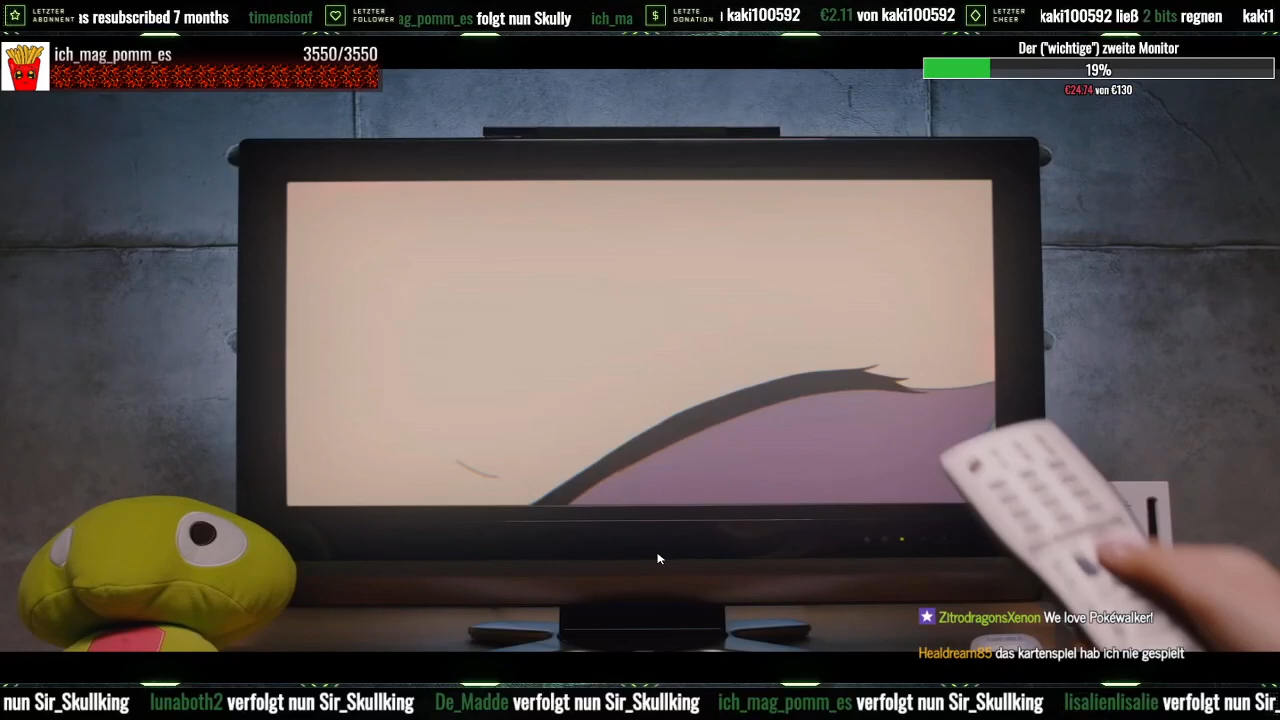 LETZTER
ABONNENT
as resubscribed 7 months
timensionf
LETZTER
FOLLOWER
ag_pomm_es folgt nun Skully
ich_ma
LETZTE
DONATION
kaki100592
€2.11 von kaki100592
LETZTER
CHEER
kaki100592 ließ 2 bits regnen
kaki1
ich_mag_pomm_es
3550/3550
Der ("wichtige") zweite Monitor
19%
€24.74 von €130
ZitrodragonsXenon We love Pokéwalker!
Healdream85 das kartenspiel hab ich nie gespielt
nun Sir_Skullking
lunaboth2 verfolgt nun Sir_Skullking
De_Madde verfolgt nun Sir_Skullking
ich_mag_pomm_es verfolgt nun Sir_Skullking
lisalienlisalie verfolgt nun Sir_